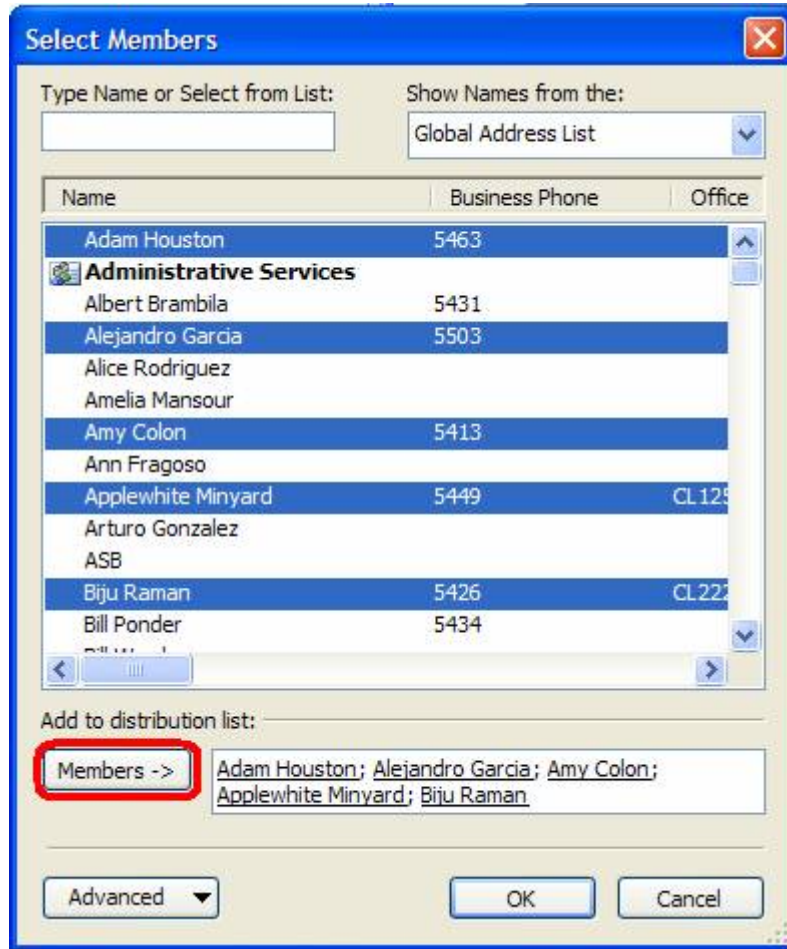 Select Members
Type Name or Select from List: Show Names from the:
Global Address List
Name Business Phone Office
Adam Houston 5463
Administrative Services
Albert Brambila 5431
Alejandro Garcia 5503
Alice Rodriguez
Amelia Mansour
Amy Colon 5413
Ann Fragoso
Applewhite Minyard 5449 CL125
Arturo Gonzalez
ASB
Biju Raman 5426 CL222
Bill Ponder 5434
Add to distribution list:
Members -> Adam Houston; Alejandro Garcia; Amy Colon;
Applewhite Minyard; Biju Raman
Advanced OK Cancel